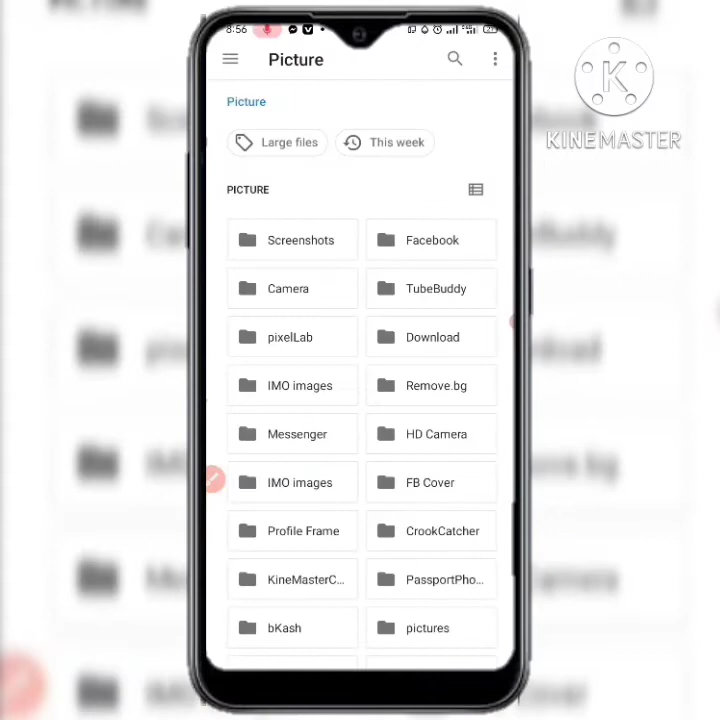 8:56
Picture
KINEMASTER
Picture
Large files
This week
PICTURE
Screenshots
Facebook
Camera
TubeBuddy
pixelLab
Download
IMO images
Remove.bg
Messenger
HD Camera
IMO images
FB Cover
Profile Frame
CrookCatcher
KineMasterC...
PassportPho...
bKash
pictures